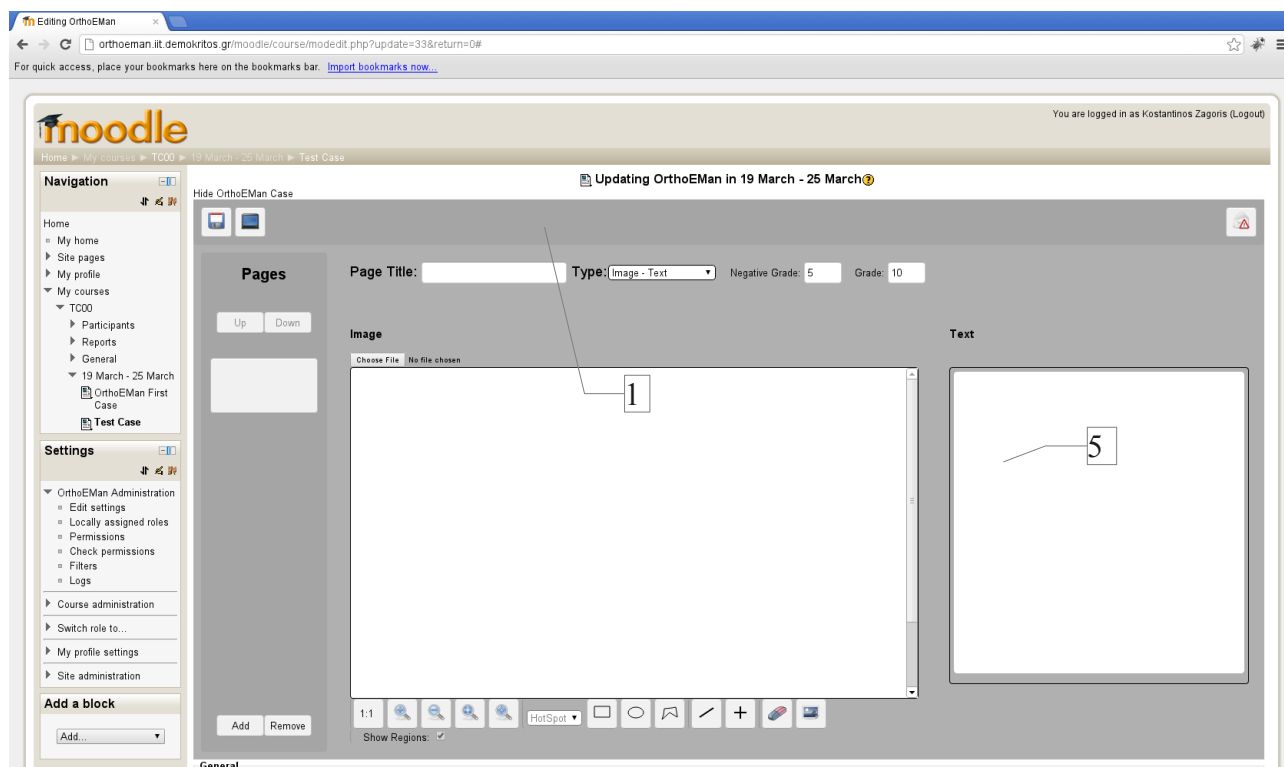 Editing OrthoEMan
orthoeman.iit.demokritos.gr/moodle/course/modedit.php?update=33&return=0#
For quick access, place your bookmarks here on the bookmarks bar. Import bookmarks now...
moodle
You are logged in as Kostantinos Zagoris (Logout)
Home ► My courses ► TC00 ► 19 March - 25 March ► Test Case
Navigation
Home
My home
Site pages
My profile
My courses
TC00
Participants
Reports
General
19 March - 25 March
OrthoEMan First
Case
Test Case
Settings
OrthoEMan Administration
Edit settings
Locally assigned roles
Permissions
Check permissions
Filters
Logs
Course administration
Switch role to...
My profile settings
Site administration
Add a block
Add...
Updating OrthoEMan in 19 March - 25 March
Hide OrthoEMan Case
Pages
Up Down
Add Remove
Page Title: Type: Image - Text Negative Grade: 5 Grade: 10
Image
Choose File No file chosen
1
Text
5
1:1 HotSpot
Show Regions:
General